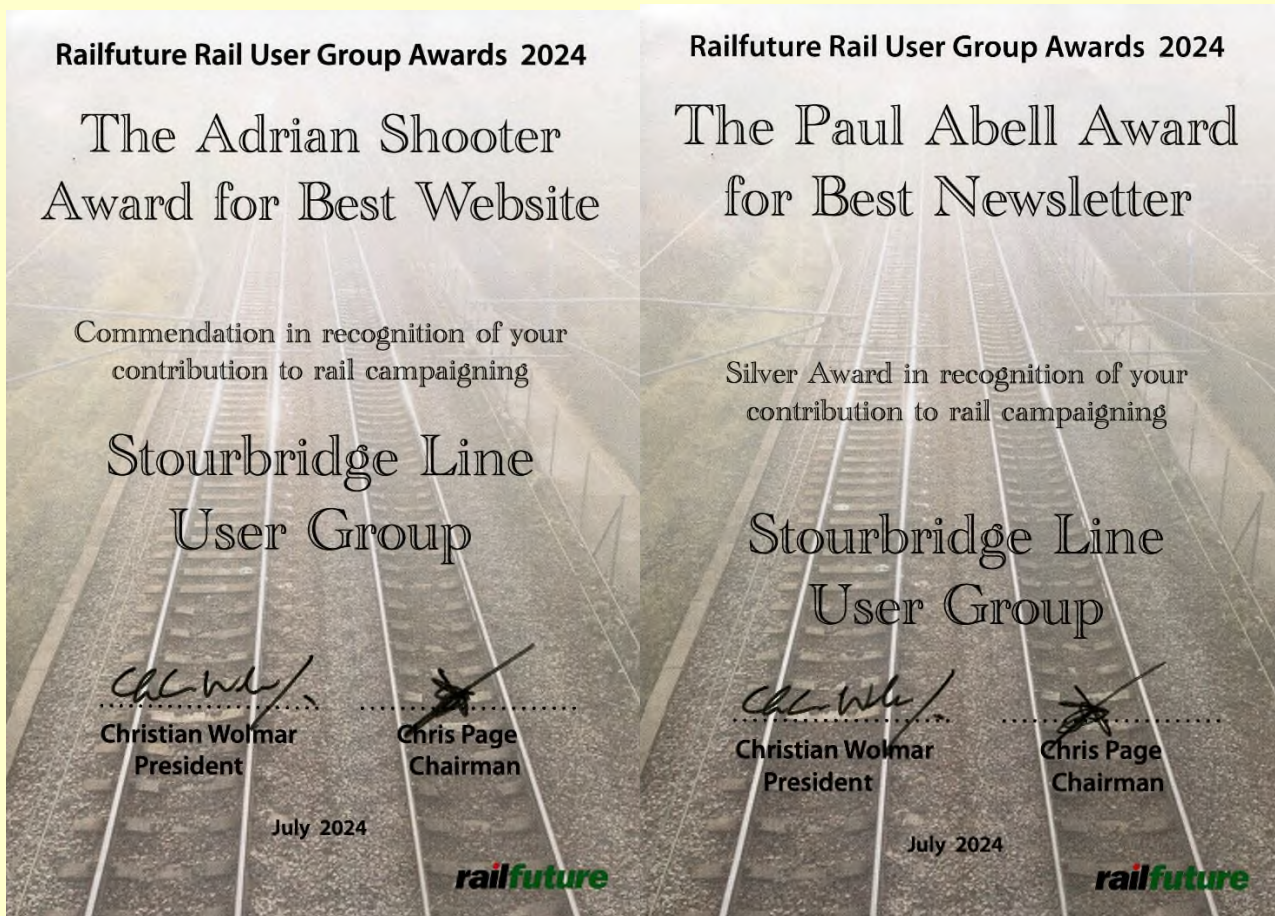 Railfuture Rail User Group Awards 2024
The Adrian Shooter
Award for Best Website
Commendation in recognition of your
contribution to rail campaigning
Stourbridge Line
User Group
Christian Wolmar
President
Chris Page
Chairman
July 2024
railfuture
Railfuture Rail User Group Awards 2024
The Paul Abell Award
for Best Newsletter
Silver Award in recognition of your
contribution to rail campaigning
Stourbridge Line
User Group
Christian Wolmar
President
Chris Page
Chairman
July 2024
railfuture